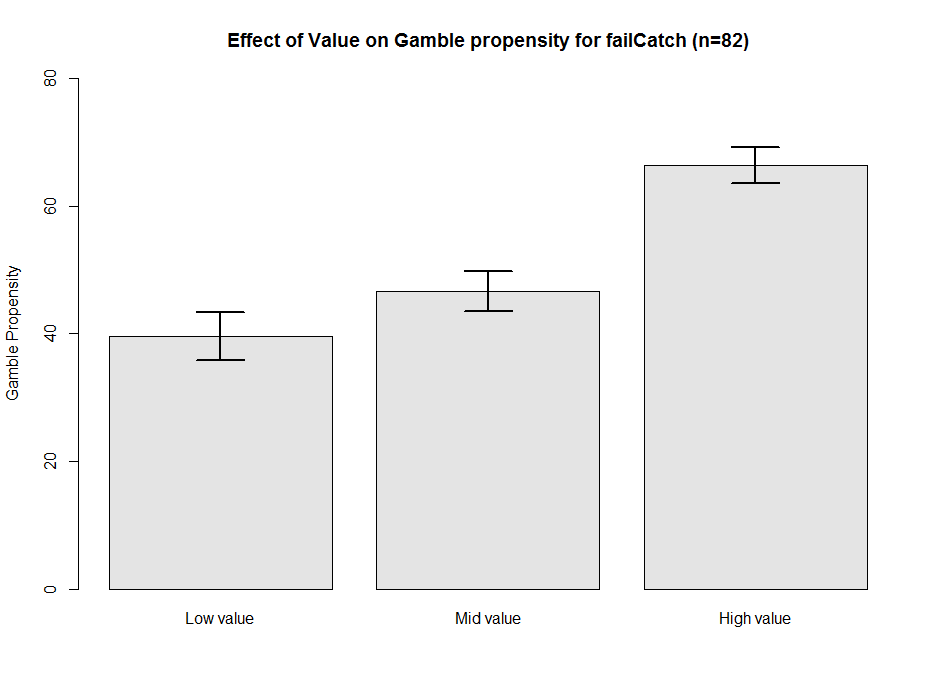 Effect of Value on Gamble propensity for failCatch (n=82)
80
60
40
20
0
Gamble Propensity
Low value
Mid value
High value